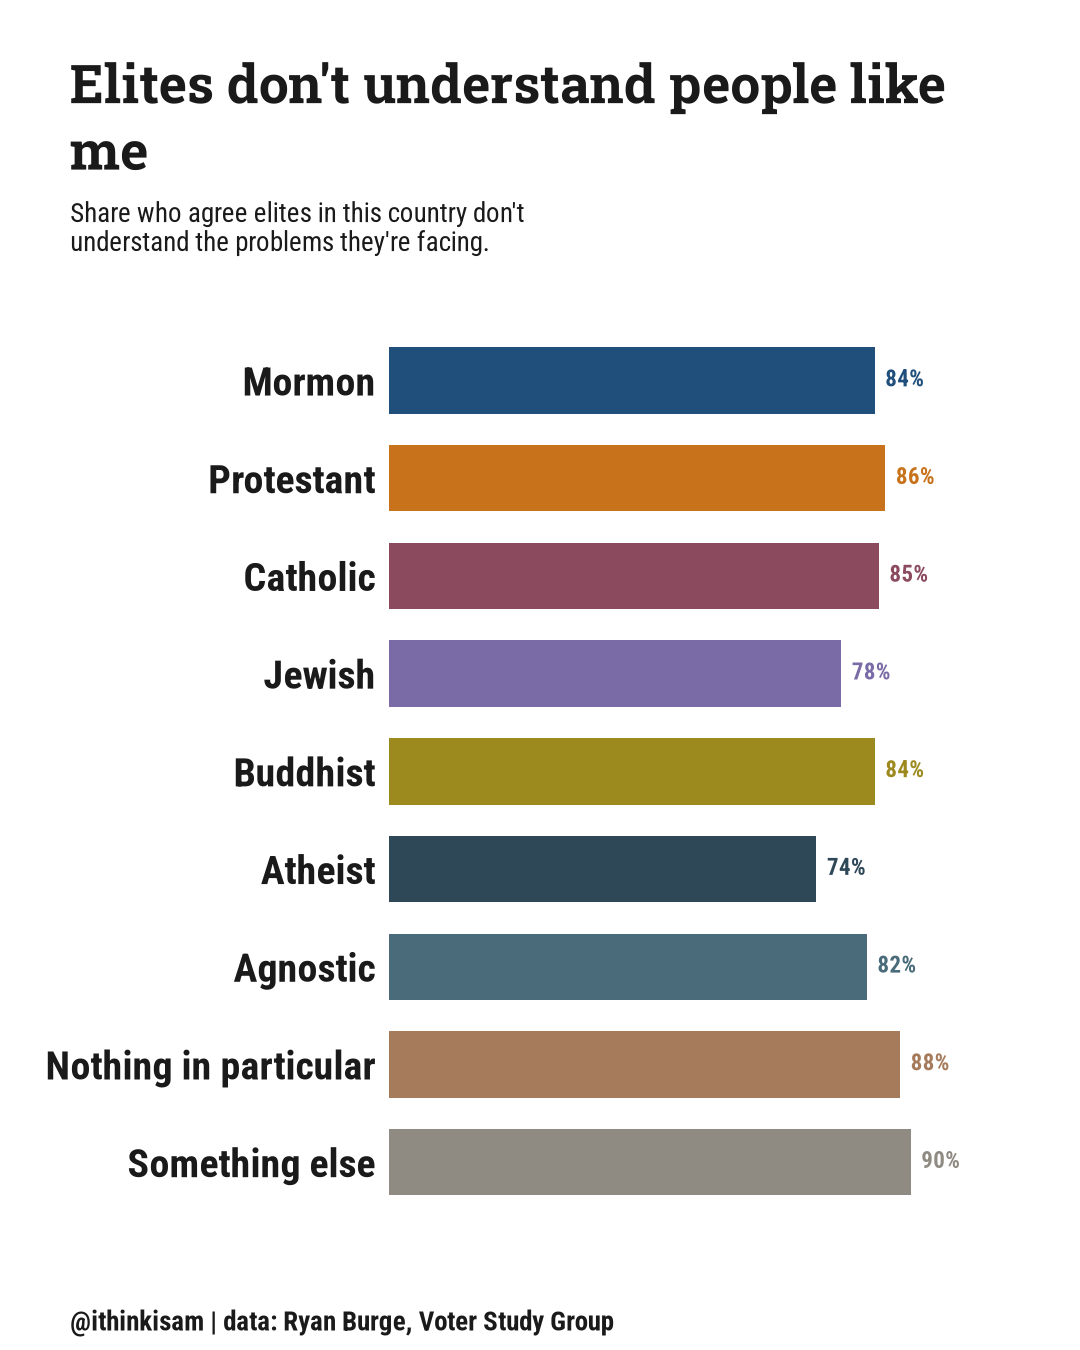 Elites don't understand people like
me
Share who agree elites in this country don't
understand the problems they're facing.
Mormon 84%
Protestant 86%
Catholic 85%
Jewish 78%
Buddhist 84%
Atheist 74%
Agnostic 82%
Nothing in particular 88%
Something else 90%
@ithinkisam | data: Ryan Burge, Voter Study Group